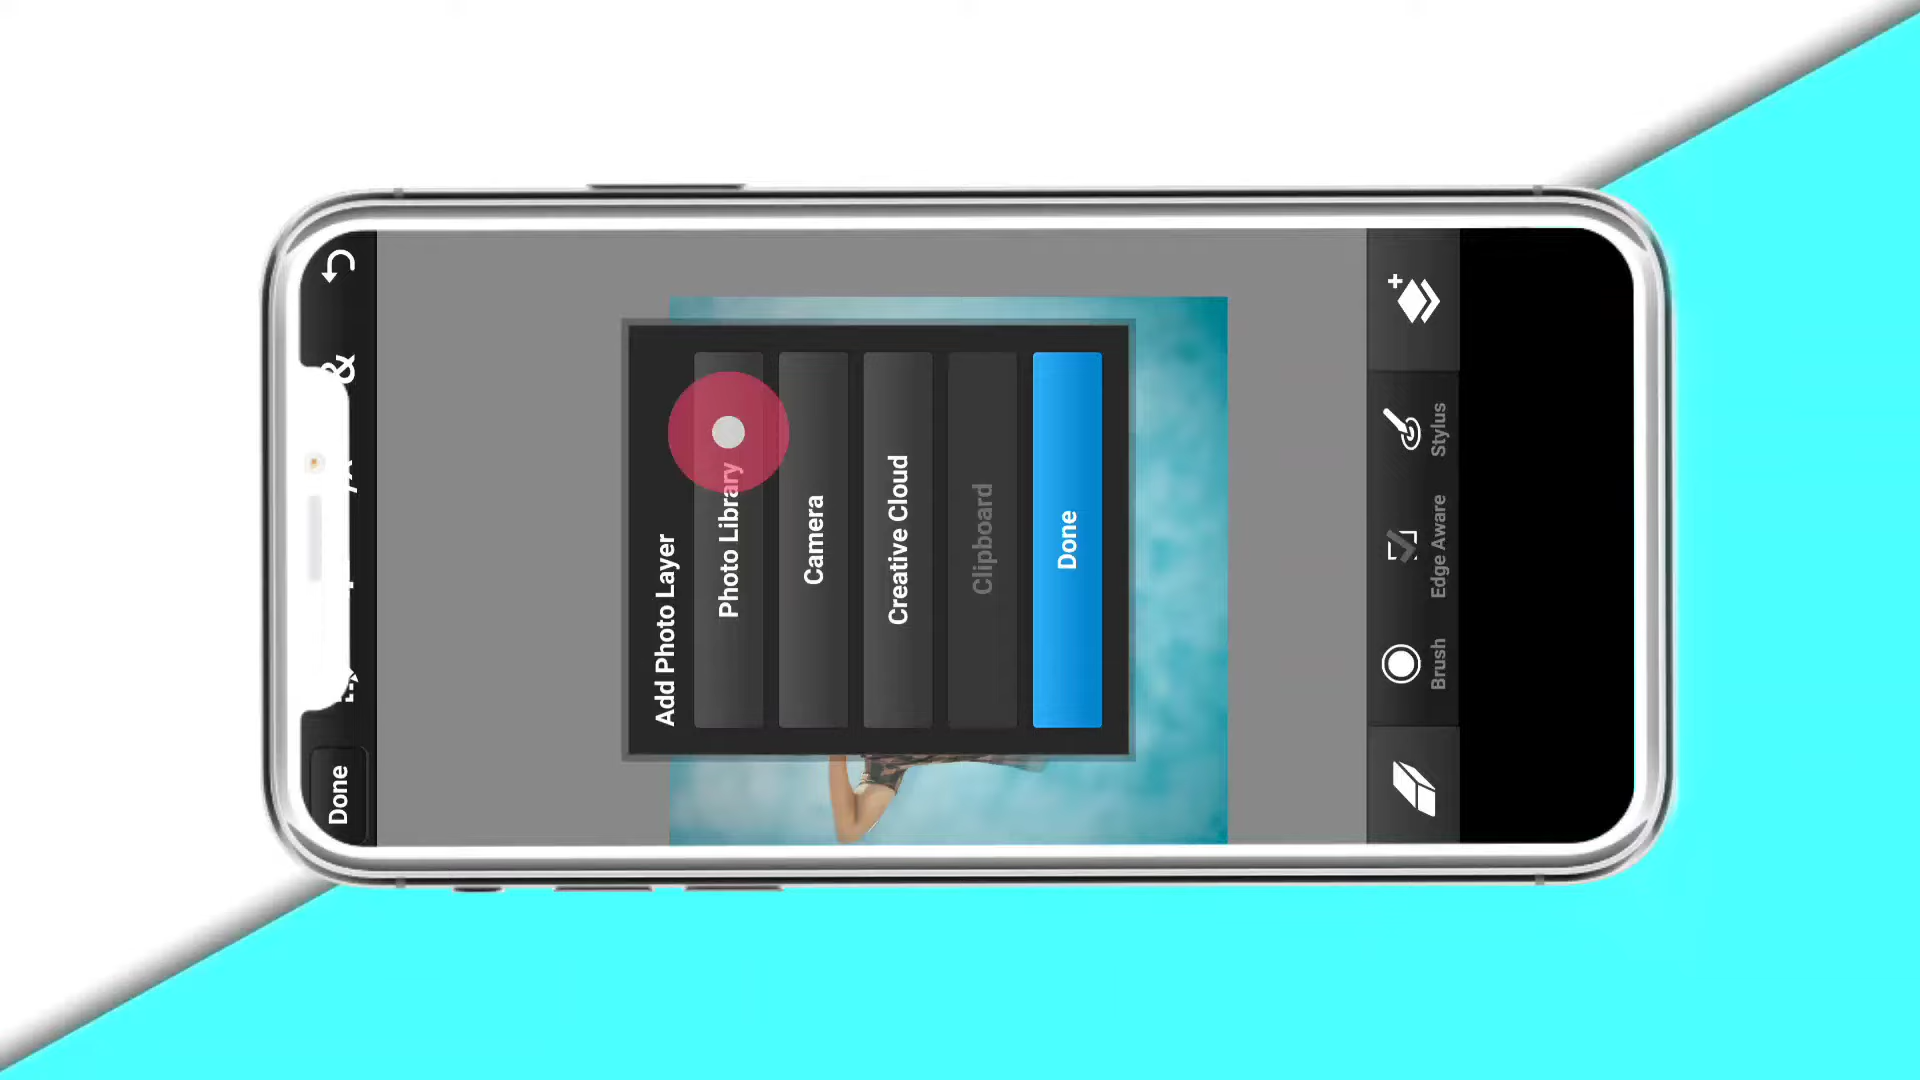 Done
&
Add Photo Layer
Photo Library
Camera
Creative Cloud
Clipboard
Done
Brush
Edge Aware
Stylus